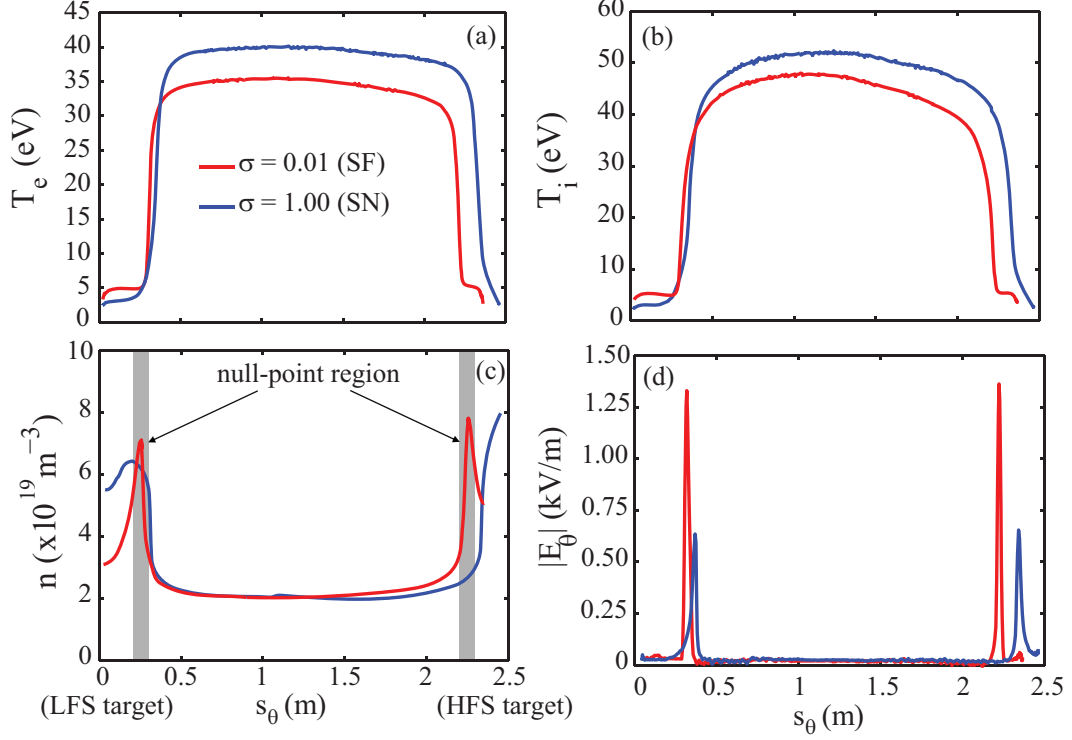 (a)
T_e (eV)
45
40
35
30
25
20
15
10
5
0
σ = 0.01 (SF)
σ = 1.00 (SN)
(b)
T_i (eV)
60
50
40
30
20
10
0
(c)
null-point region
n (x10^19 m^−3)
10
8
6
4
2
0
0 0.5 1 1.5 2 2.5
(LFS target) s_θ (m) (HFS target)
(d)
|E_θ| (kV/m)
1.50
1.25
1.00
0.75
0.50
0.25
0
0 0.5 1 1.5 2 2.5
s_θ (m)